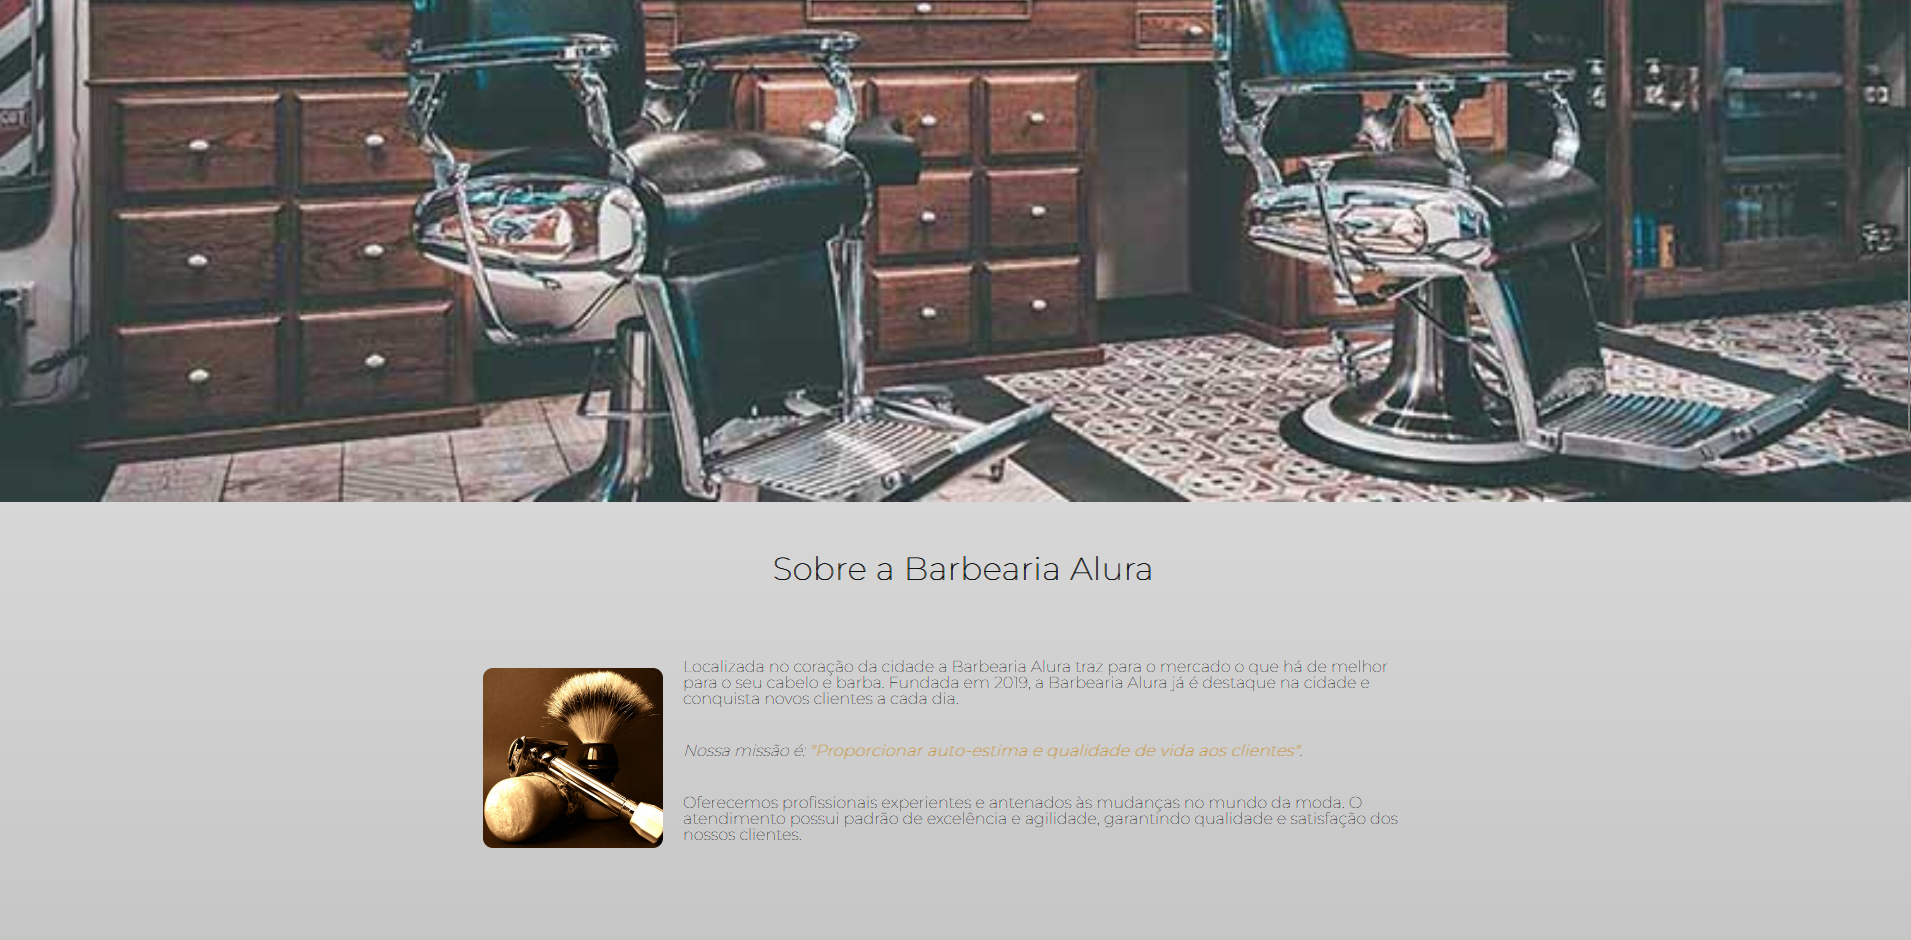 Sobre a Barbearia Alura
Localizada no coração da cidade a Barbearia Alura traz para o mercado o que há de melhor
para o seu cabelo e barba. Fundada em 2019, a Barbearia Alura já é destaque na cidade e
conquista novos clientes a cada dia.
Nossa missão é: "Proporcionar auto-estima e qualidade de vida aos clientes".
Oferecemos profissionais experientes e antenados às mudanças no mundo da moda. O
atendimento possui padrão de excelência e agilidade, garantindo qualidade e satisfação dos
nossos clientes.